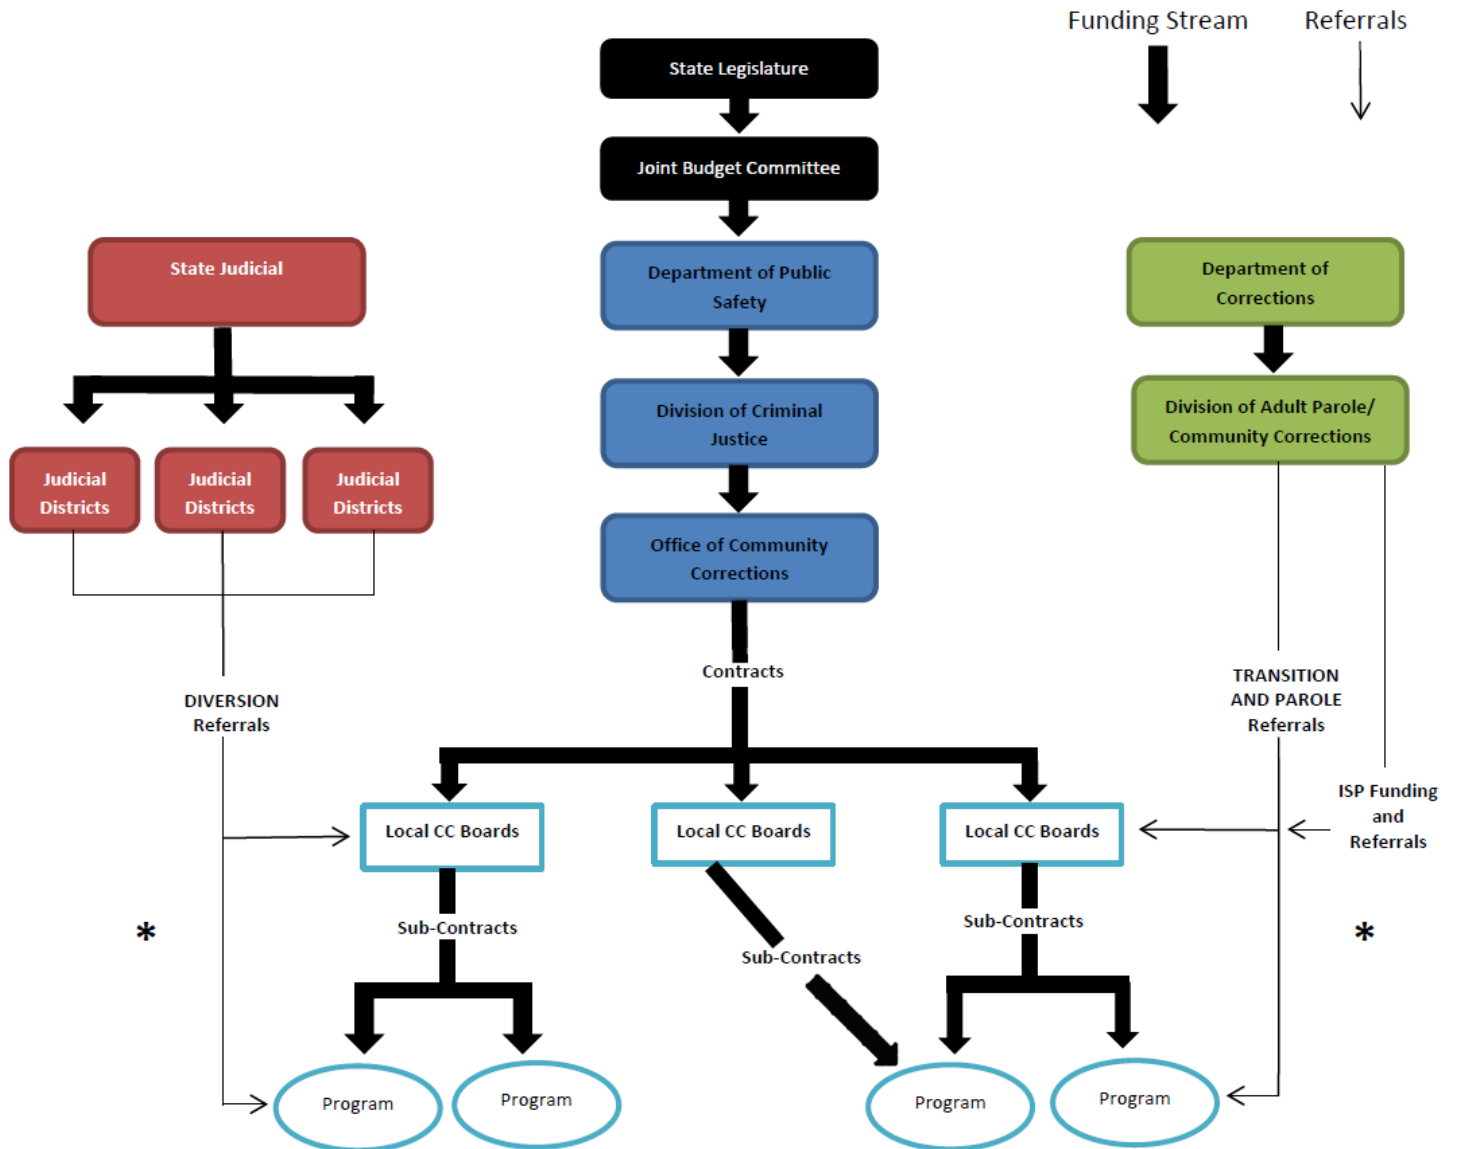 Funding Stream
Referrals
State Legislature
Joint Budget Committee
State Judicial
Department of Public
Safety
Department of
Corrections
Division of Criminal
Justice
Division of Adult Parole/
Community Corrections
Judicial
Districts
Judicial
Districts
Judicial
Districts
Office of Community
Corrections
Contracts
DIVERSION
Referrals
TRANSITION
AND PAROLE
Referrals
ISP Funding
and
Referrals
Local CC Boards
Local CC Boards
Local CC Boards
*
Sub-Contracts
Sub-Contracts
Sub-Contracts
*
Program
Program
Program
Program